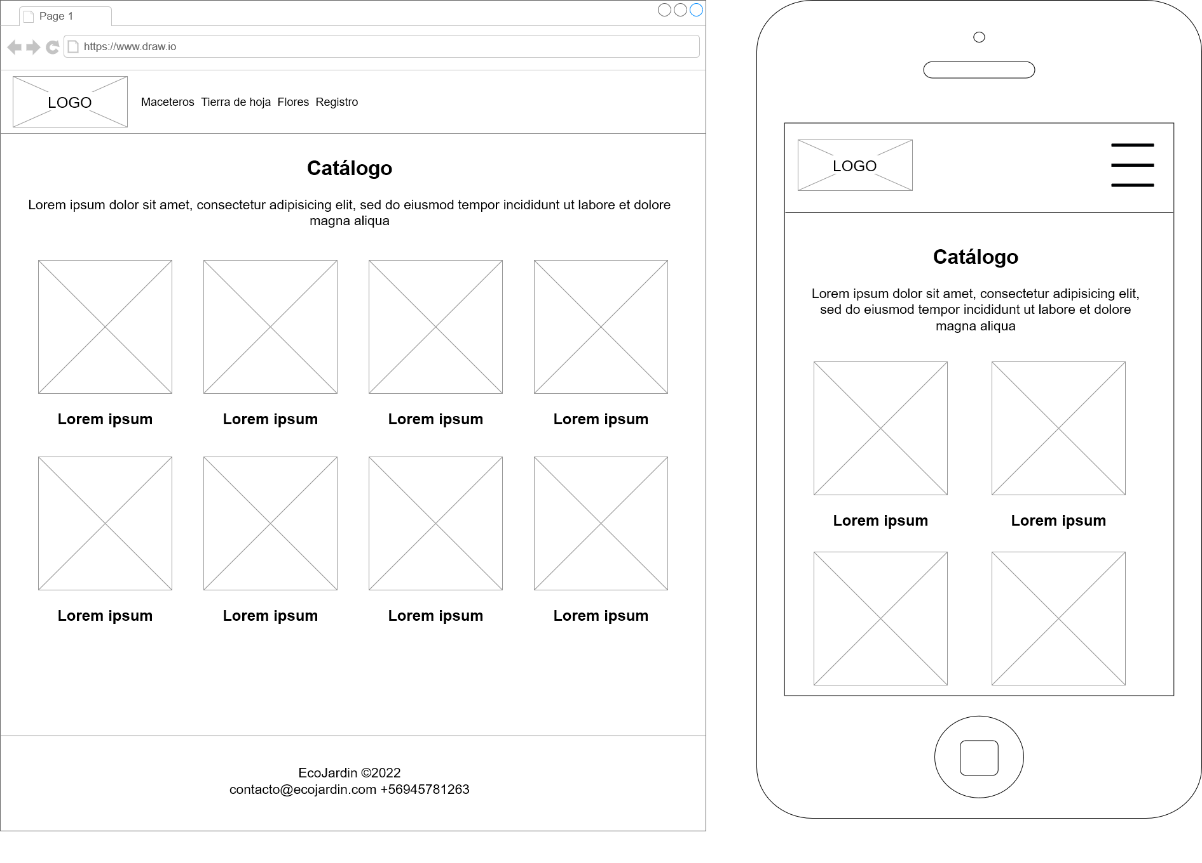 Page 1
https://www.draw.io
LOGO
Maceteros Tierra de hoja Flores Registro
Catálogo
Lorem ipsum dolor sit amet, consectetur adipisicing elit, sed do eiusmod tempor incididunt ut labore et dolore
magna aliqua
Lorem ipsum Lorem ipsum Lorem ipsum Lorem ipsum
Lorem ipsum Lorem ipsum Lorem ipsum Lorem ipsum
EcoJardin ©2022
contacto@ecojardin.com +56945781263
LOGO
Catálogo
Lorem ipsum dolor sit amet, consectetur adipisicing elit,
sed do eiusmod tempor incididunt ut labore et dolore
magna aliqua
Lorem ipsum Lorem ipsum